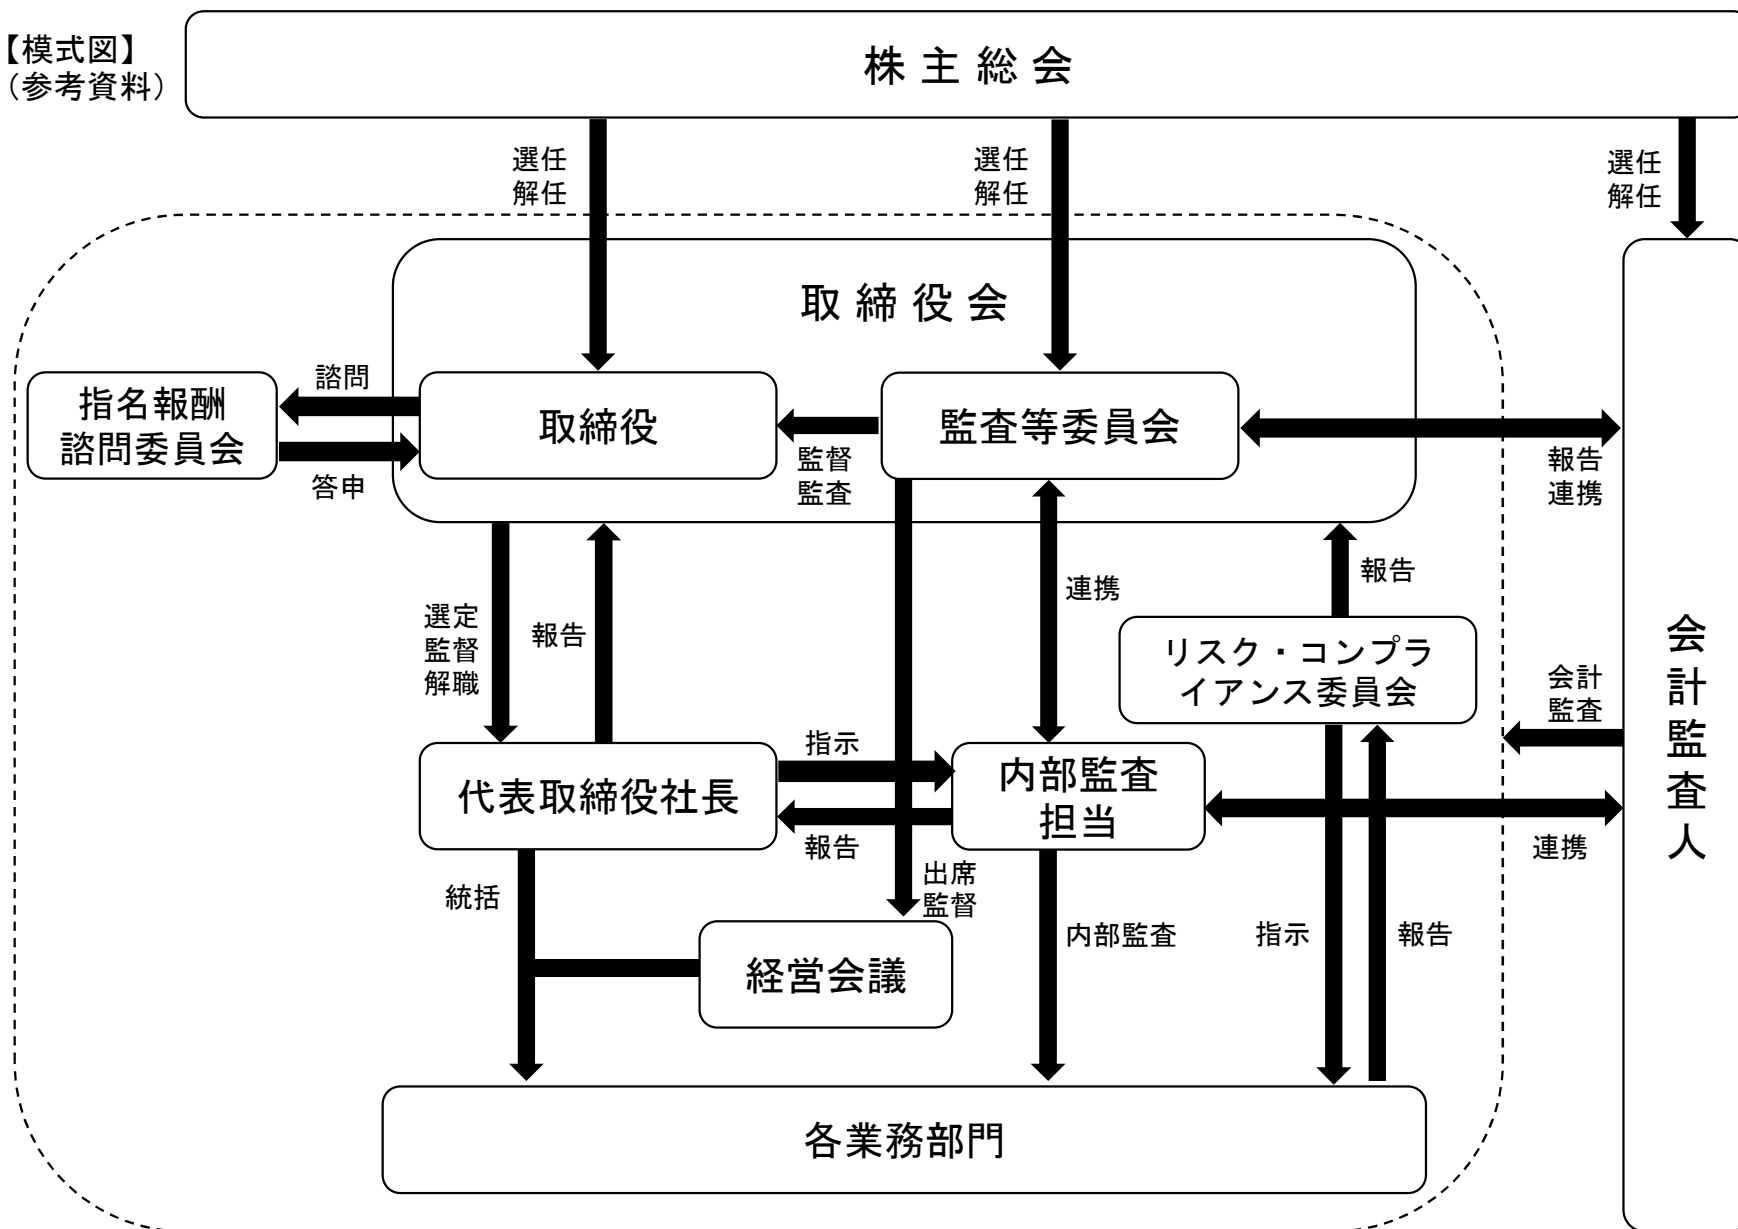 【模式図】
（参考資料）
株主総会
選任
解任
選任
解任
選任
解任
取締役会
指名報酬
諮問委員会
諮問
答申
取締役
監督
監査
監査等委員会
報告
連携
選定
監督
解職
報告
連携
報告
リスク・コンプラ
イアンス委員会
会計
監査
会計監査人
代表取締役社長
指示
報告
内部監査
担当
連携
統括
出席
監督
経営会議
内部監査
指示
報告
各業務部門